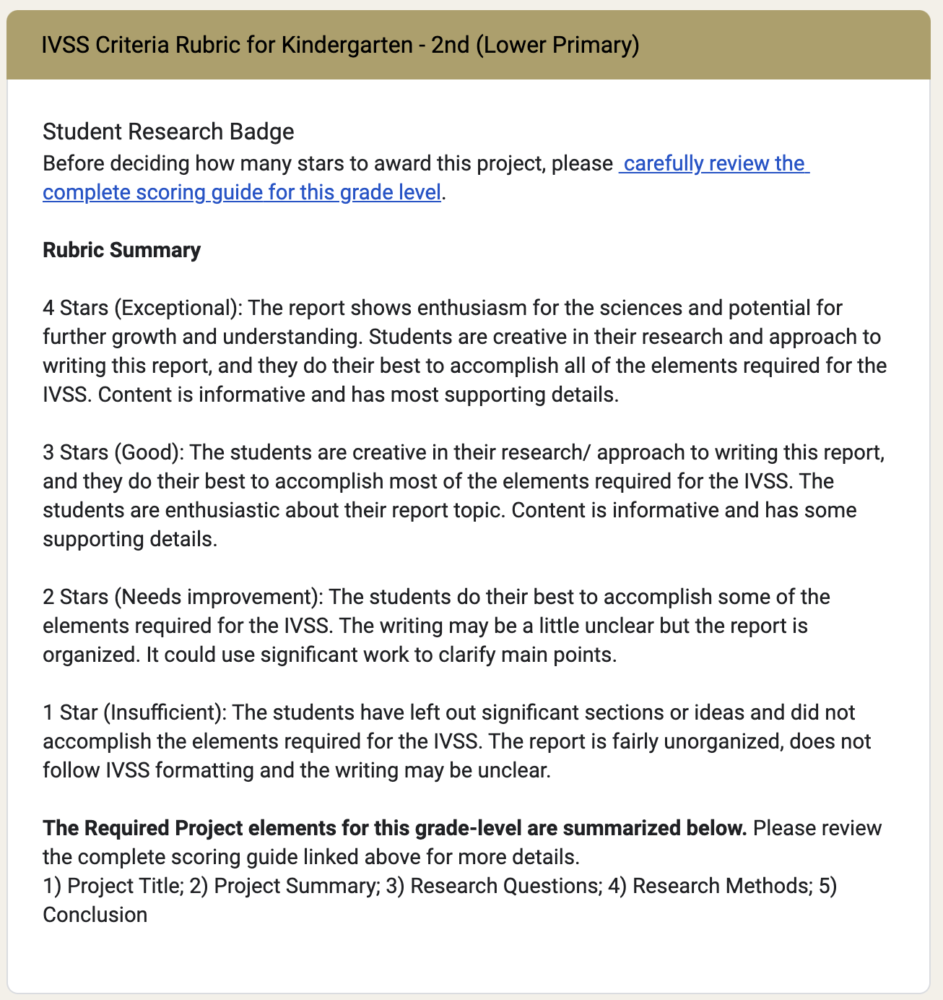 IVSS Criteria Rubric for Kindergarten - 2nd (Lower Primary)
Student Research Badge
Before deciding how many stars to award this project, please carefully review the
complete scoring guide for this grade level.
Rubric Summary
4 Stars (Exceptional): The report shows enthusiasm for the sciences and potential for
further growth and understanding. Students are creative in their research and approach to
writing this report, and they do their best to accomplish all of the elements required for the
IVSS. Content is informative and has most supporting details.
3 Stars (Good): The students are creative in their research/ approach to writing this report,
and they do their best to accomplish most of the elements required for the IVSS. The
students are enthusiastic about their report topic. Content is informative and has some
supporting details.
2 Stars (Needs improvement): The students do their best to accomplish some of the
elements required for the IVSS. The writing may be a little unclear but the report is
organized. It could use significant work to clarify main points.
1 Star (Insufficient): The students have left out significant sections or ideas and did not
accomplish the elements required for the IVSS. The report is fairly unorganized, does not
follow IVSS formatting and the writing may be unclear.
The Required Project elements for this grade-level are summarized below. Please review
the complete scoring guide linked above for more details.
1) Project Title; 2) Project Summary; 3) Research Questions; 4) Research Methods; 5)
Conclusion